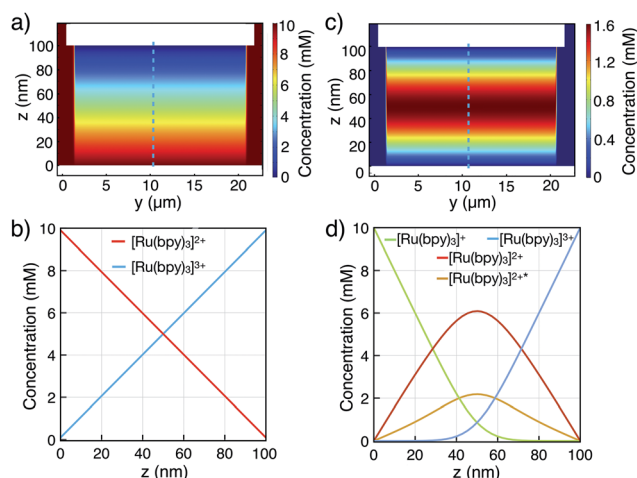 a)
z (nm)
100
80
60
40
20
0
0 5 10 15 20
y (μm)
10
8
6
4
2
0
Concentration (mM)
c)
z (nm)
100
80
60
40
20
0
0 5 10 15 20
y (μm)
1.6
1.2
0.8
0.4
0
Concentration (mM)
b)
[Ru(bpy)₃]²⁺
[Ru(bpy)₃]³⁺
Concentration (mM)
10
8
6
4
2
0
0 20 40 60 80 100
z (nm)
d)
[Ru(bpy)₃]⁺ [Ru(bpy)₃]³⁺
[Ru(bpy)₃]²⁺
[Ru(bpy)₃]²⁺*
Concentration (mM)
10
8
6
4
2
0
0 20 40 60 80 100
z (nm)